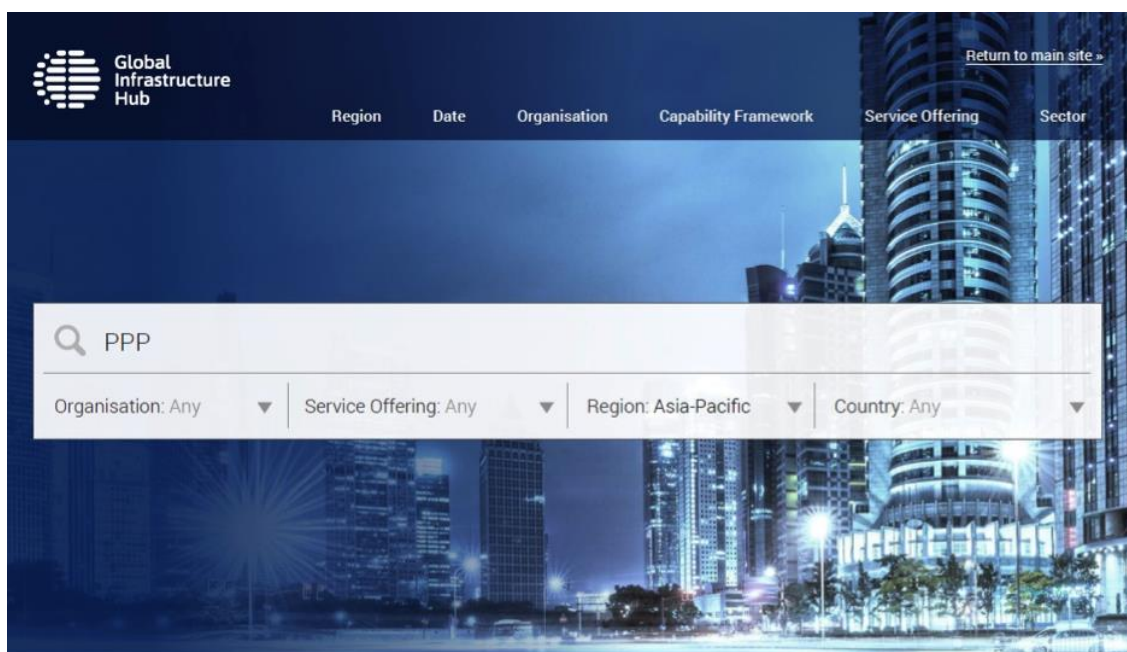 Global
Infrastructure
Hub
Return to main site »
Region Date Organisation Capability Framework Service Offering Sector
PPP
Organisation: Any Service Offering: Any Region: Asia-Pacific Country: Any